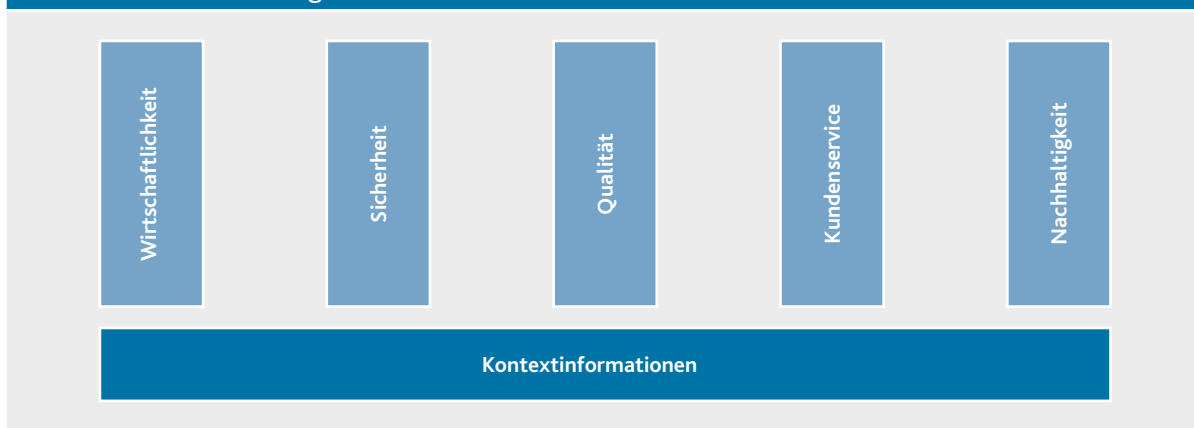 Wirtschaftlichkeit
Sicherheit
Qualität
Kundenservice
Nachhaltigkeit
Kontextinformationen